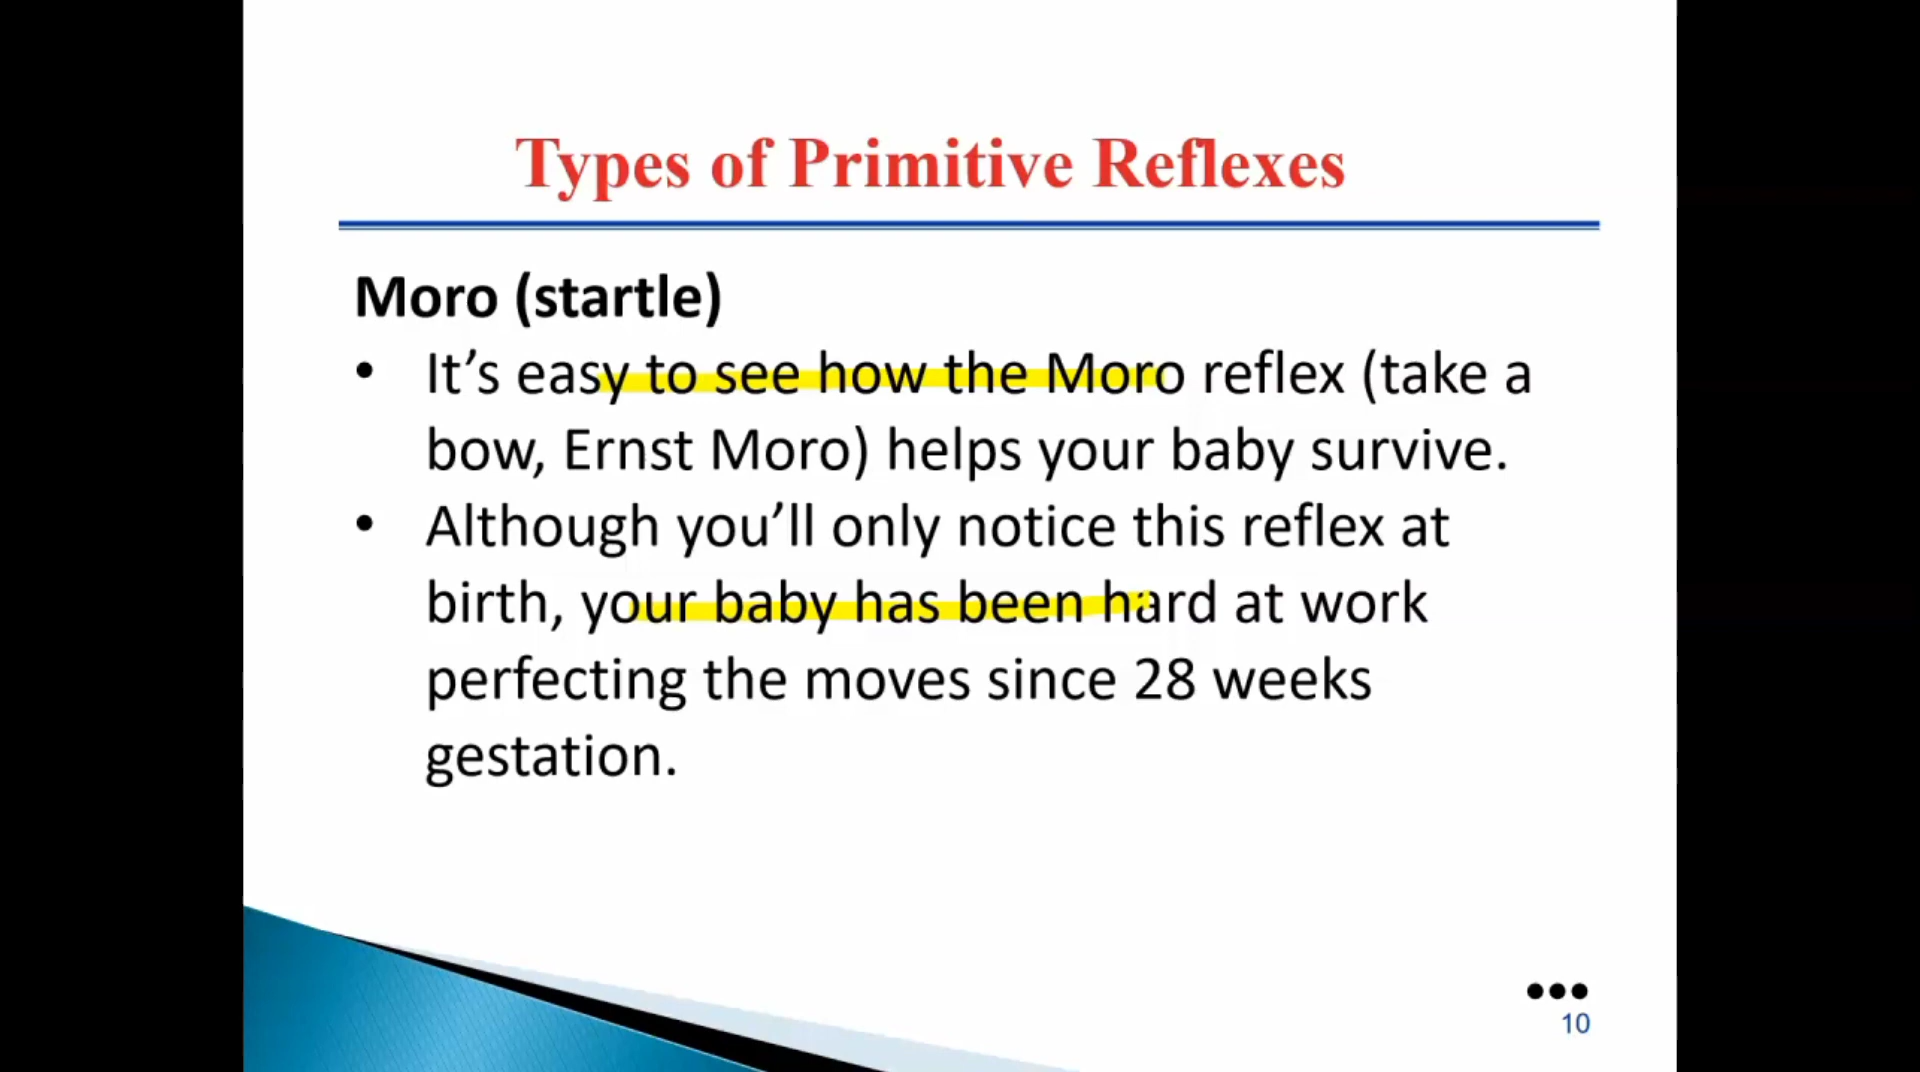 Types of Primitive Reflexes
Moro (startle)
• It’s easy to see how the Moro reflex (take a
bow, Ernst Moro) helps your baby survive.
• Although you’ll only notice this reflex at
birth, your baby has been hard at work
perfecting the moves since 28 weeks
gestation.
•••
10